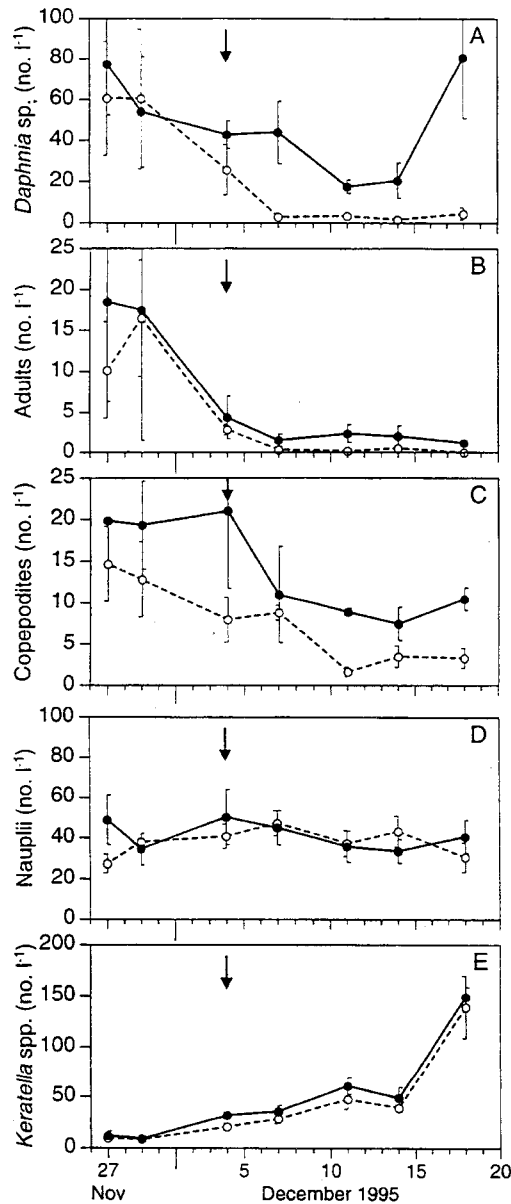 100
80
60
40
20
0
Daphnia sp. (no. l⁻¹)
A
25
20
15
10
5
0
Adults (no. l⁻¹)
B
25
20
15
10
5
0
Copepodites (no. l⁻¹)
C
100
80
60
40
20
0
Nauplii (no. l⁻¹)
D
200
150
100
50
0
Keratella spp. (no. l⁻¹)
E
27 5 10 15 20
Nov December 1995